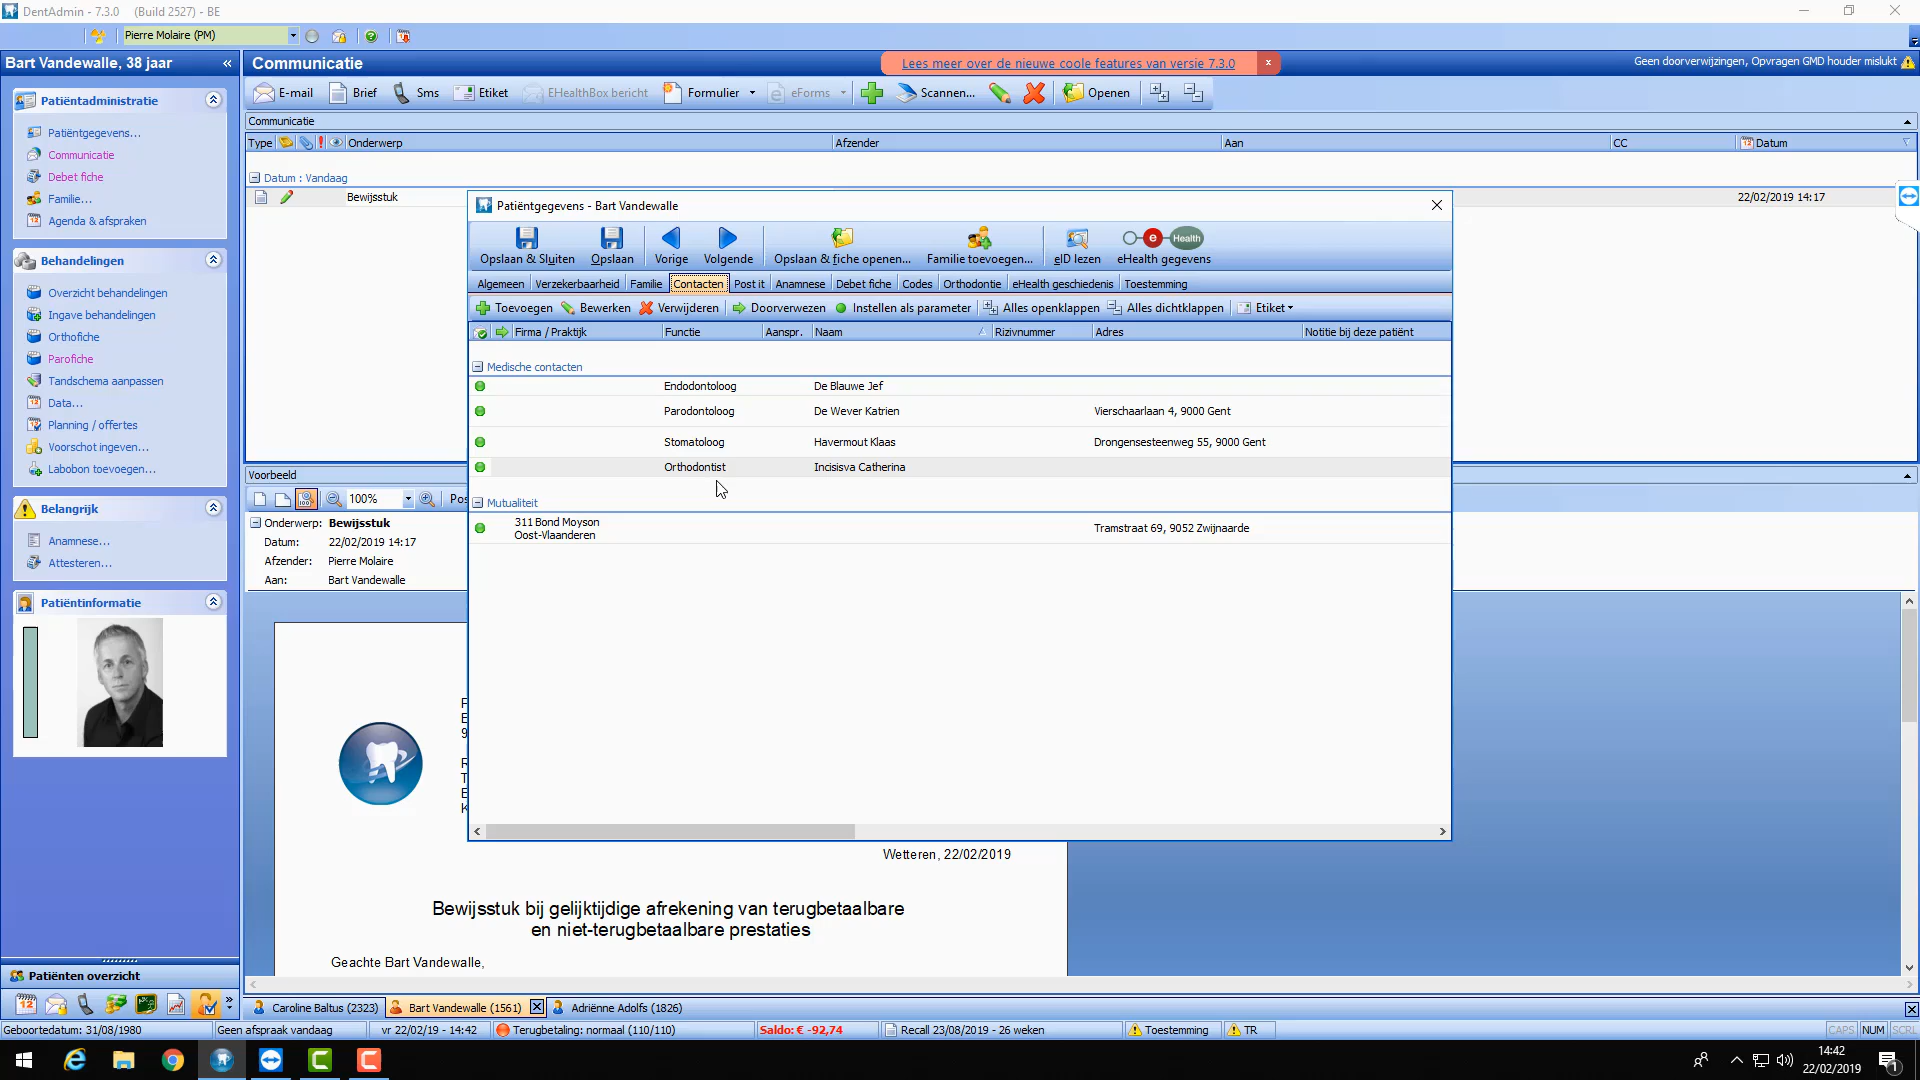 DentAdmin - 7.3.0 (Build 2527) - BE
Pierre Molaire (PM)
Bart Vandewalle, 38 jaar
«
Communicatie
Lees meer over de nieuwe coole features van versie 7.3.0
x
Geen doorverwijzingen, Opvragen GMD houder mislukt
E-mail Brief Sms Etiket EHealthBox bericht Formulier eForms Scannen... Openen
Communicatie
Type Onderwerp Afzender Aan CC Datum
Datum : Vandaag
Bewijsstuk 22/02/2019 14:17
Patiëntadministratie
Patiëntgegevens...
Communicatie
Debet fiche
Familie...
Agenda & afspraken
Behandelingen
Overzicht behandelingen
Ingave behandelingen
Orthofiche
Parofiche
Tandschema aanpassen
Data...
Planning / offertes
Voorschot ingeven...
Labobon toevoegen...
Belangrijk
Anamnese...
Attesteren...
Patiëntinformatie
Patiënten overzicht
Patiëntgegevens - Bart Vandewalle
Opslaan & Sluiten Opslaan Vorige Volgende Opslaan & fiche openen... Familie toevoegen... eID lezen eHealth gegevens
e Health
Algemeen Verzekerbaarheid Familie Contacten Post it Anamnese Debet fiche Codes Orthodontie eHealth geschiedenis Toestemming
Toevoegen Bewerken Verwijderen Doorverwezen Instellen als parameter Alles openklappen Alles dichtklappen Etiket
Firma / Praktijk Functie Aanspr. Naam Rizivnummer Adres Notitie bij deze patiënt
Medische contacten
Endodontoloog De Blauwe Jef
Parodontoloog De Wever Katrien Vierschaarlaan 4, 9000 Gent
Stomatoloog Havermout Klaas Drongensesteenweg 55, 9000 Gent
Orthodontist Incisisva Catherina
Mutualiteit
311 Bond Moyson
Oost-Vlaanderen
Tramstraat 69, 9052 Zwijnaarde
Voorbeeld
100% Pos
Onderwerp: Bewijsstuk
Datum: 22/02/2019 14:17
Afzender: Pierre Molaire
Aan: Bart Vandewalle
Wetteren, 22/02/2019
Bewijsstuk bij gelijktijdige afrekening van terugbetaalbare
en niet-terugbetaalbare prestaties
Geachte Bart Vandewalle,
Caroline Baltus (2323) Bart Vandewalle (1561) Adriënne Adolfs (1826)
Geboortedatum: 31/08/1980 Geen afspraak vandaag vr 22/02/19 - 14:42 Terugbetaling: normaal (110/110) Saldo: € -92,74 Recall 23/08/2019 - 26 weken Toestemming TR CAPS NUM SCRL
14:42
22/02/2019
1